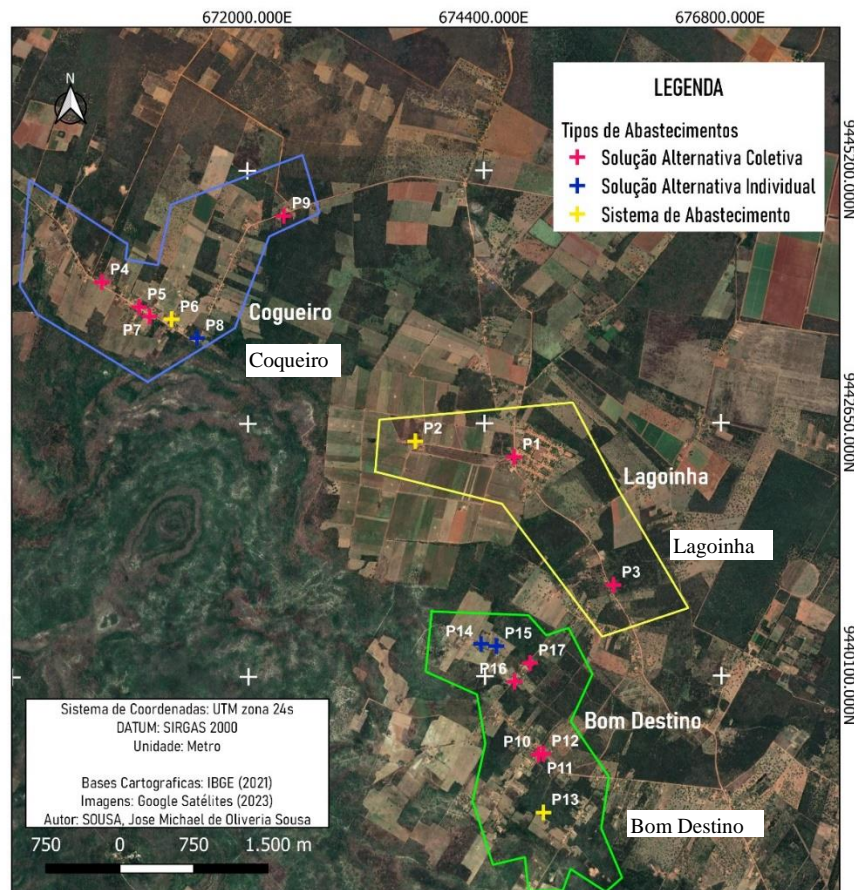 672000.000E 674400.000E 676800.000E
N
LEGENDA
Tipos de Abastecimentos
Solução Alternativa Coletiva
Solução Alternativa Individual
Sistema de Abastecimento
9445200.000N
P9
P4
P5
P6
P7
P8
Cogueiro
Coqueiro
9442650.000N
P2
P1
Lagoinha
Lagoinha
P3
P14
P15
P17
P16
9440100.000N
Bom Destino
P10
P12
P11
P13
Bom Destino
Sistema de Coordenadas: UTM zona 24s
DATUM: SIRGAS 2000
Unidade: Metro
Bases Cartograficas: IBGE (2021)
Imagens: Google Satélites (2023)
Autor: SOUSA, Jose Michael de Oliveria Sousa
750 0 750 1.500 m